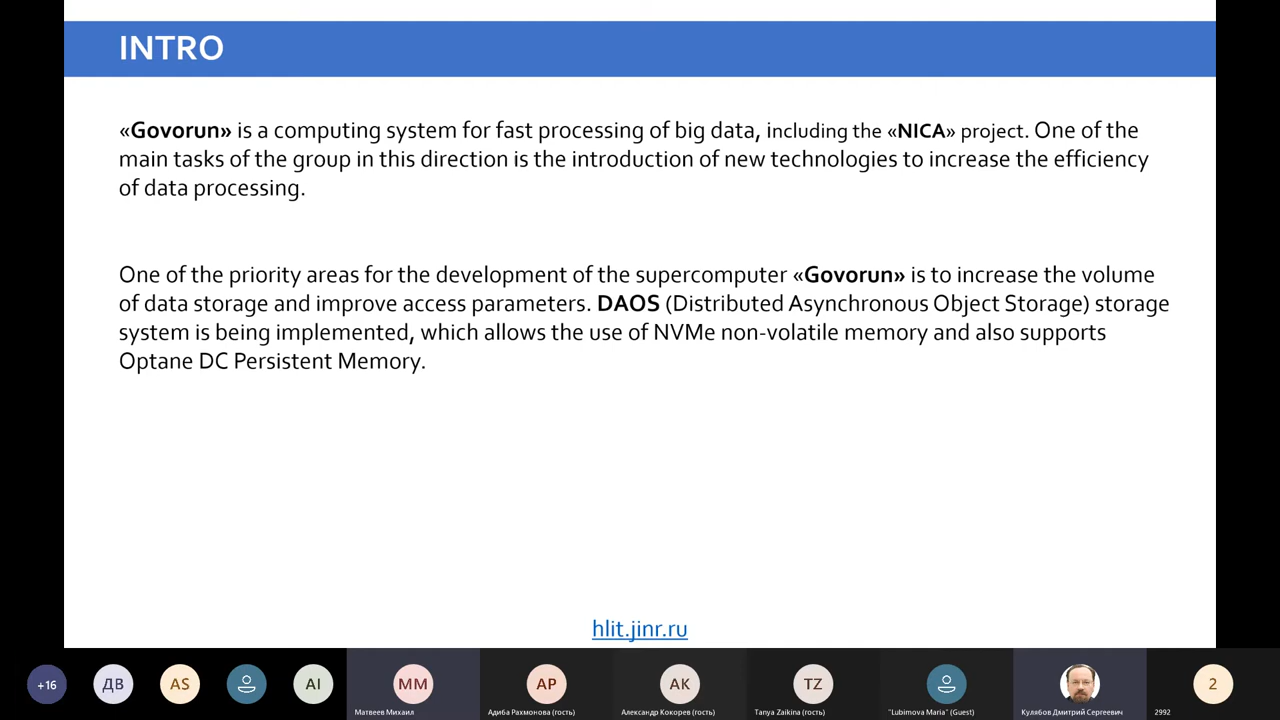 INTRO
«Govorun» is a computing system for fast processing of big data, including the «NICA» project. One of the
main tasks of the group in this direction is the introduction of new technologies to increase the efficiency
of data processing.
One of the priority areas for the development of the supercomputer «Govorun» is to increase the volume
of data storage and improve access parameters. DAOS (Distributed Asynchronous Object Storage) storage
system is being implemented, which allows the use of NVMe non-volatile memory and also supports
Optane DC Persistent Memory.
hlit.jinr.ru
+16 ДВ AS AI MM AP AK TZ 2
Матвеев Михаил Адиба Рахмонова (гость) Александр Кокорев (гость) Tanya Zaikina (гость) "Lubimova Maria" (Guest) Кулябов Дмитрий Сергеевич 2992